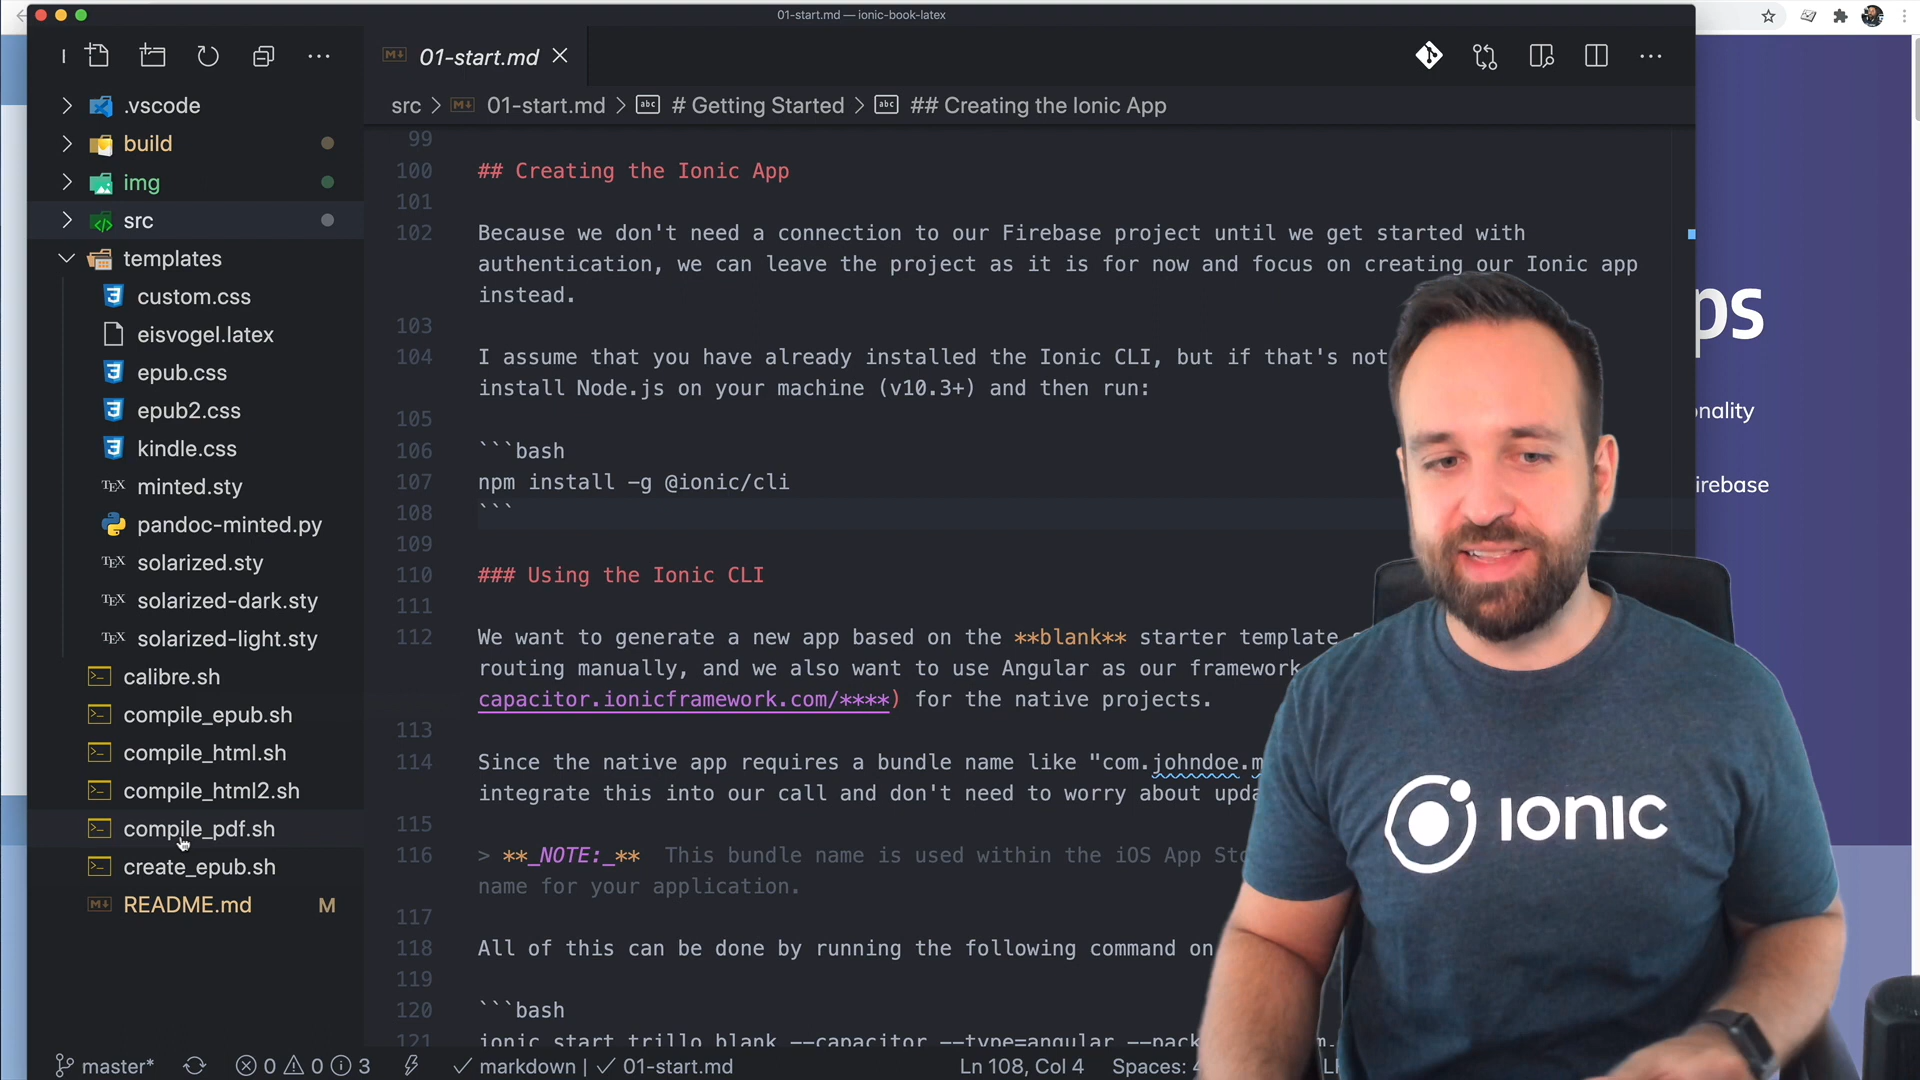 01-start.md — ionic-book-latex
01-start.md
.vscode
build
img
src
templates
custom.css
eisvogel.latex
epub.css
epub2.css
kindle.css
minted.sty
pandoc-minted.py
solarized.sty
solarized-dark.sty
solarized-light.sty
calibre.sh
compile_epub.sh
compile_html.sh
compile_html2.sh
compile_pdf.sh
create_epub.sh
README.md M
src > 01-start.md > # Getting Started > ## Creating the Ionic App
99
100 ## Creating the Ionic App
101
102 Because we don't need a connection to our Firebase project until we get started with
authentication, we can leave the project as it is for now and focus on creating our Ionic app
instead.
103
104 I assume that you have already installed the Ionic CLI, but if that's not
install Node.js on your machine (v10.3+) and then run:
105
106 ```bash
107 npm install -g @ionic/cli
108 ```
109
110 ### Using the Ionic CLI
111
112 We want to generate a new app based on the **blank** starter template
routing manually, and we also want to use Angular as our framework
capacitor.ionicframework.com/****) for the native projects.
113
114 Since the native app requires a bundle name like "com.johndoe.m
integrate this into our call and don't need to worry about upda
115
116 > **_NOTE:_** This bundle name is used within the iOS App Sto
name for your application.
117
118 All of this can be done by running the following command on
119
120 ```bash
121 ionic start trillo blank --capacitor --type=angular --pack
master* 0 0 3 markdown | 01-start.md Ln 108, Col 4 Spaces:
ps
onality
irebase
IONIC